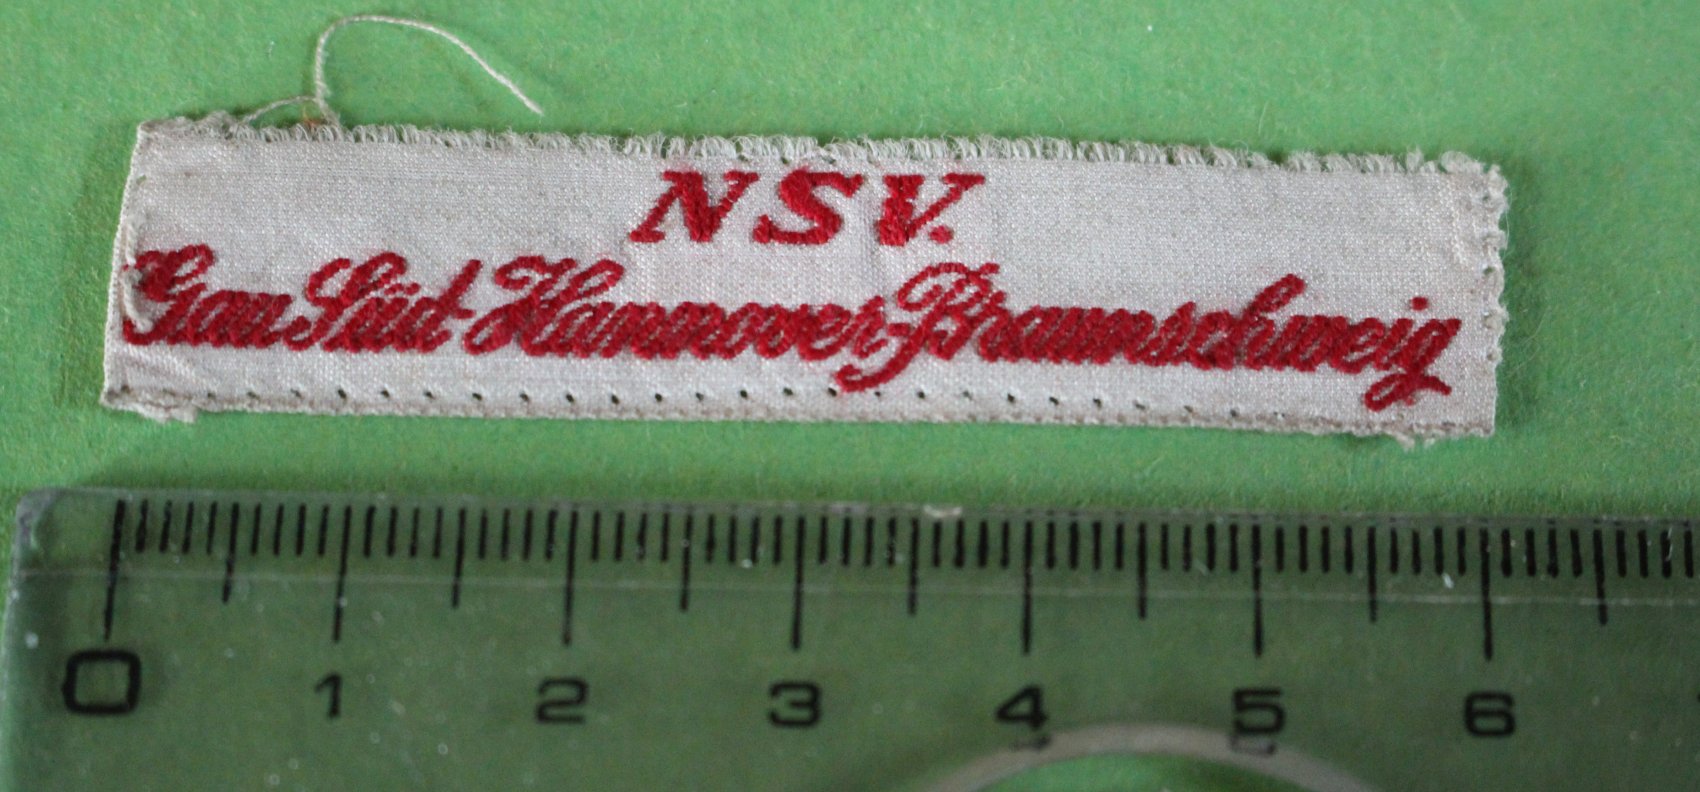 NSV.
Gau Süd-Hannover-Braunschweig
0 1 2 3 4 5 6